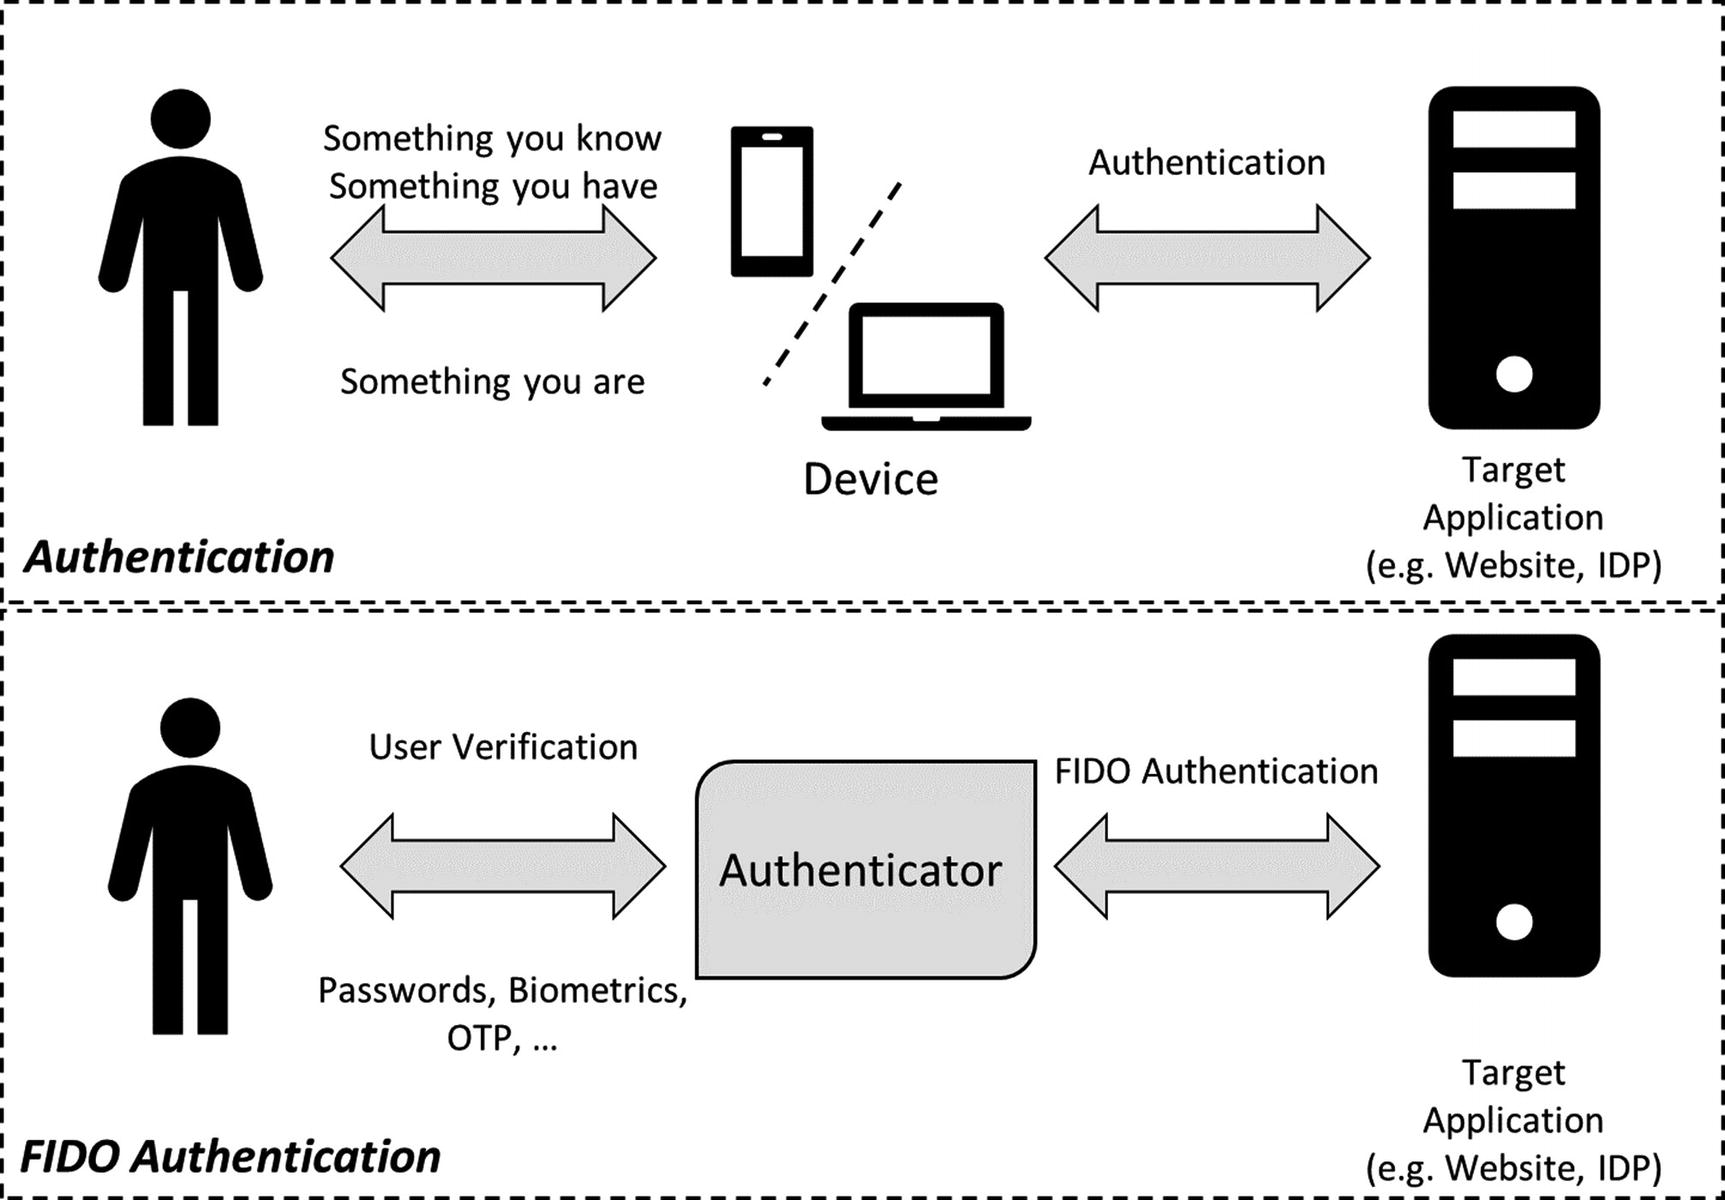 Something you know
Something you have
Something you are
Device
Authentication
Target
Application
(e.g. Website, IDP)
Authentication
User Verification
Passwords, Biometrics,
OTP, ...
Authenticator
FIDO Authentication
Target
Application
(e.g. Website, IDP)
FIDO Authentication